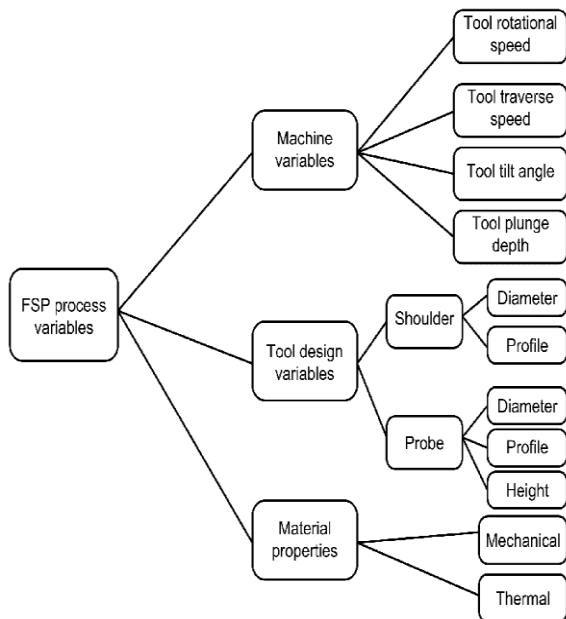 Tool rotational
speed
Tool traverse
speed
Machine
variables
Tool tilt angle
Tool plunge
depth
FSP process
variables
Diameter
Shoulder
Profile
Tool design
variables
Diameter
Probe
Profile
Height
Material
properties
Mechanical
Thermal